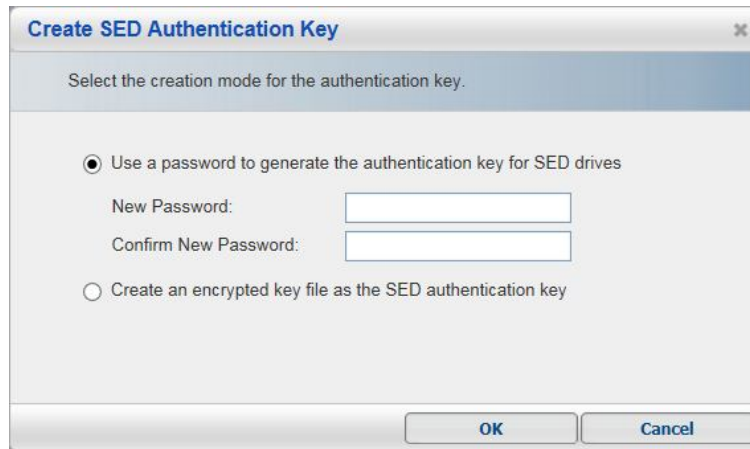 Create SED Authentication Key
Select the creation mode for the authentication key.
Use a password to generate the authentication key for SED drives
New Password:
Confirm New Password:
Create an encrypted key file as the SED authentication key
OK
Cancel